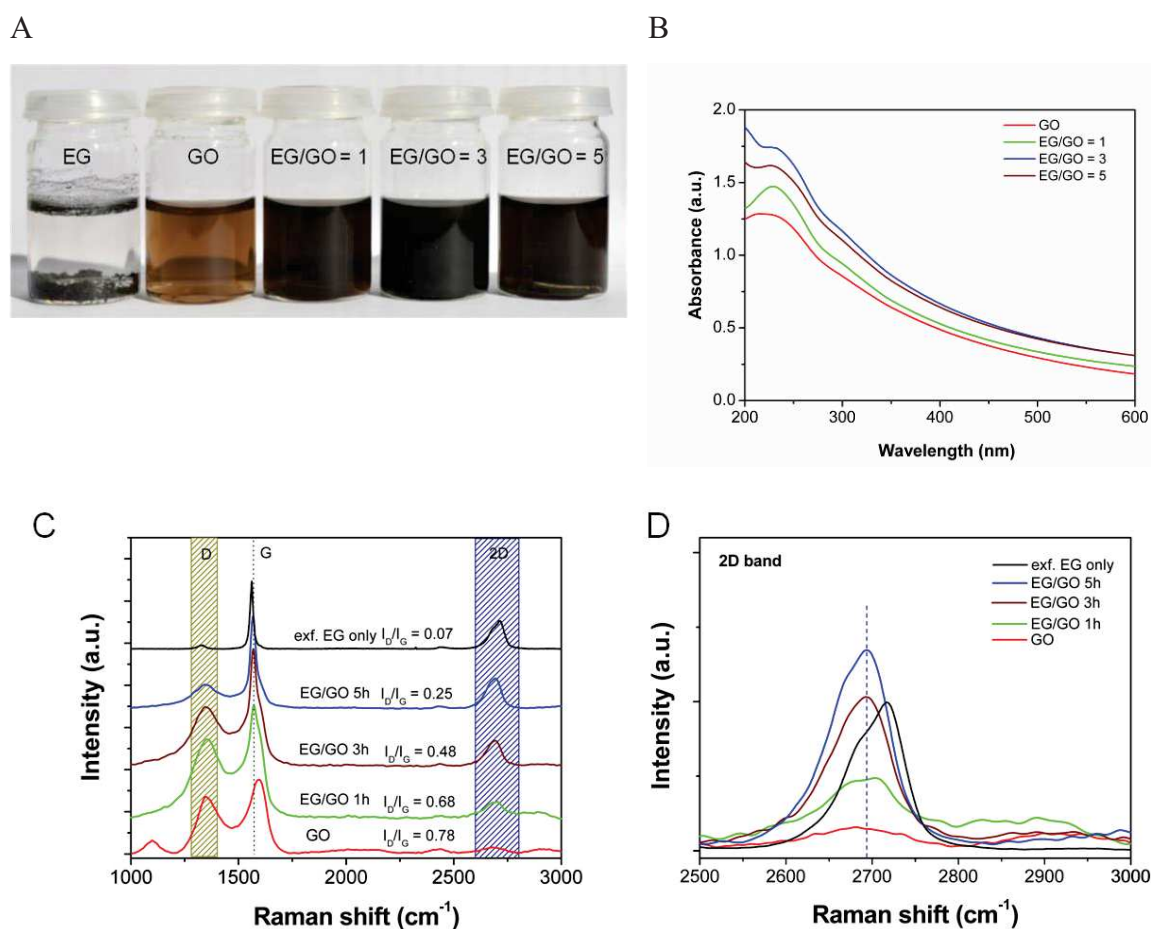 A
B
EG
GO
EG/GO = 1
EG/GO = 3
EG/GO = 5
2.0
1.5
1.0
0.5
0.0
Absorbance (a.u.)
GO
EG/GO = 1
EG/GO = 3
EG/GO = 5
200
300
400
500
600
Wavelength (nm)
C
D
G
2D
Intensity (a.u.)
exf. EG only I_D/I_G = 0.07
EG/GO 5h I_D/I_G = 0.25
EG/GO 3h I_D/I_G = 0.48
EG/GO 1h I_D/I_G = 0.68
GO I_D/I_G = 0.78
1000
1500
2000
2500
3000
Raman shift (cm⁻¹)
D
2D band
exf. EG only
EG/GO 5h
EG/GO 3h
EG/GO 1h
GO
Intensity (a.u.)
2500
2600
2700
2800
2900
3000
Raman shift (cm⁻¹)